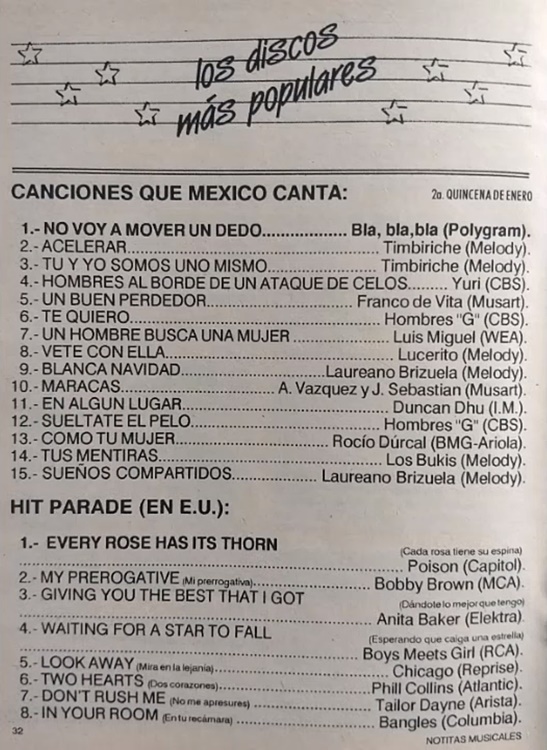 los discos
más populares
CANCIONES QUE MEXICO CANTA: 2a. QUINCENA DE ENERO
1.- NO VOY A MOVER UN DEDO.................. Bla, bla,bla (Polygram).
2.- ACELERAR.................. Timbiriche (Melody).
3.- TU Y YO SOMOS UNO MISMO.................. Timbiriche (Melody).
4.- HOMBRES AL BORDE DE UN ATAQUE DE CELOS........ Yuri (CBS).
5.- UN BUEN PERDEDOR.................. Franco de Vita (Musart).
6.- TE QUIERO.................. Hombres "G" (CBS).
7.- UN HOMBRE BUSCA UNA MUJER .................. Luis Miguel (WEA).
8.- VETE CON ELLA.................. Lucerito (Melody).
9.- BLANCA NAVIDAD.................. Laureano Brizuela (Melody).
10.- MARACAS.................. A. Vazquez y J. Sebastian (Musart).
11.- EN ALGUN LUGAR.................. Duncan Dhu (I.M.).
12.- SUELTATE EL PELO.................. Hombres "G" (CBS).
13.- COMO TU MUJER.................. Rocío Dúrcal (BMG-Ariola).
14.- TUS MENTIRAS.................. Los Bukis (Melody).
15.- SUEÑOS COMPARTIDOS.................. Laureano Brizuela (Melody).
HIT PARADE (EN E.U.):
1.- EVERY ROSE HAS ITS THORN
(Cada rosa tiene su espina)
.................. Poison (Capitol).
2.- MY PREROGATIVE (Mi prerrogativa).................. Bobby Brown (MCA).
3.- GIVING YOU THE BEST THAT I GOT
(Dándote lo mejor que tengo)
.................. Anita Baker (Elektra).
4.- WAITING FOR A STAR TO FALL
(Esperando que caiga una estrella)
.................. Boys Meets Girl (RCA).
5.- LOOK AWAY (Mira en la lejanía).................. Chicago (Reprise).
6.- TWO HEARTS (Dos corazones).................. Phill Collins (Atlantic).
7.- DON'T RUSH ME (No me apresures).................. Tailor Dayne (Arista).
8.- IN YOUR ROOM (En tu recámara) .................. Bangles (Columbia).
32 NOTITAS MUSICALES